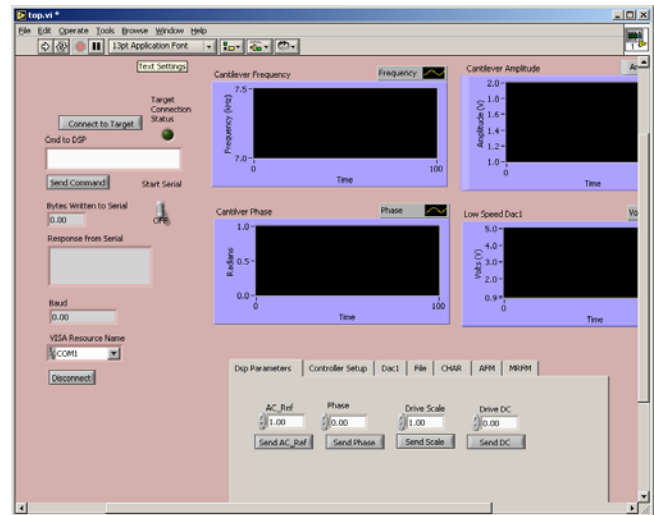 top.vi *
File Edit Operate Tools Browse Window Help
13pt Application Font
Text Settings
Connect to Target
Target
Connection
Status
Cmd to DSP
Send Command
Start Serial
OFF
Bytes Written to Serial
0.00
Response from Serial
Baud
0.00
VISA Resource Name
COM1
Disconnect
Cantilever Frequency
Frequency
Frequency (kHz)
7.5
7.0
0
100
Time
Cantilever Amplitude
Amplitude (V)
2.0
1.8
1.6
1.4
1.2
1.0
0
Time
Cantilver Phase
Phase
Radians
1.0
0.5
0.0
0
100
Time
Low Speed Dac1
Vo
Volts (V)
5.0
4.0
3.0
2.0
0.9
0
Time
Dsp Parameters Controller Setup Dac1 File CHAR AFM MRFM
AC_Ref Phase Drive Scale Drive DC
1.00 0.00 1.00 0.00
Send AC_Ref Send Phase Send Scale Send DC